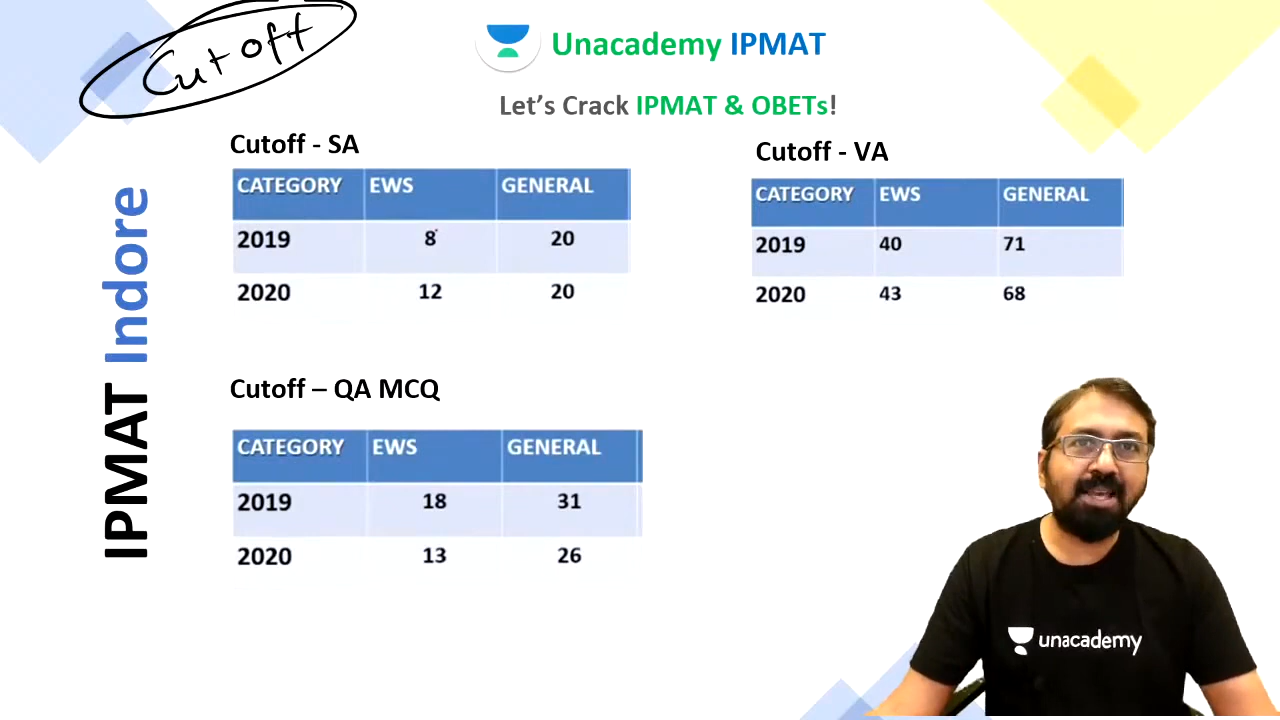 Cutoff
Unacademy IPMAT
Let's Crack IPMAT & OBETs!
Cutoff - SA
CATEGORY EWS GENERAL
2019 8 20
2020 12 20
Cutoff - VA
CATEGORY EWS GENERAL
2019 40 71
2020 43 68
IPMAT Indore
Cutoff – QA MCQ
CATEGORY EWS GENERAL
2019 18 31
2020 13 26
unacademy